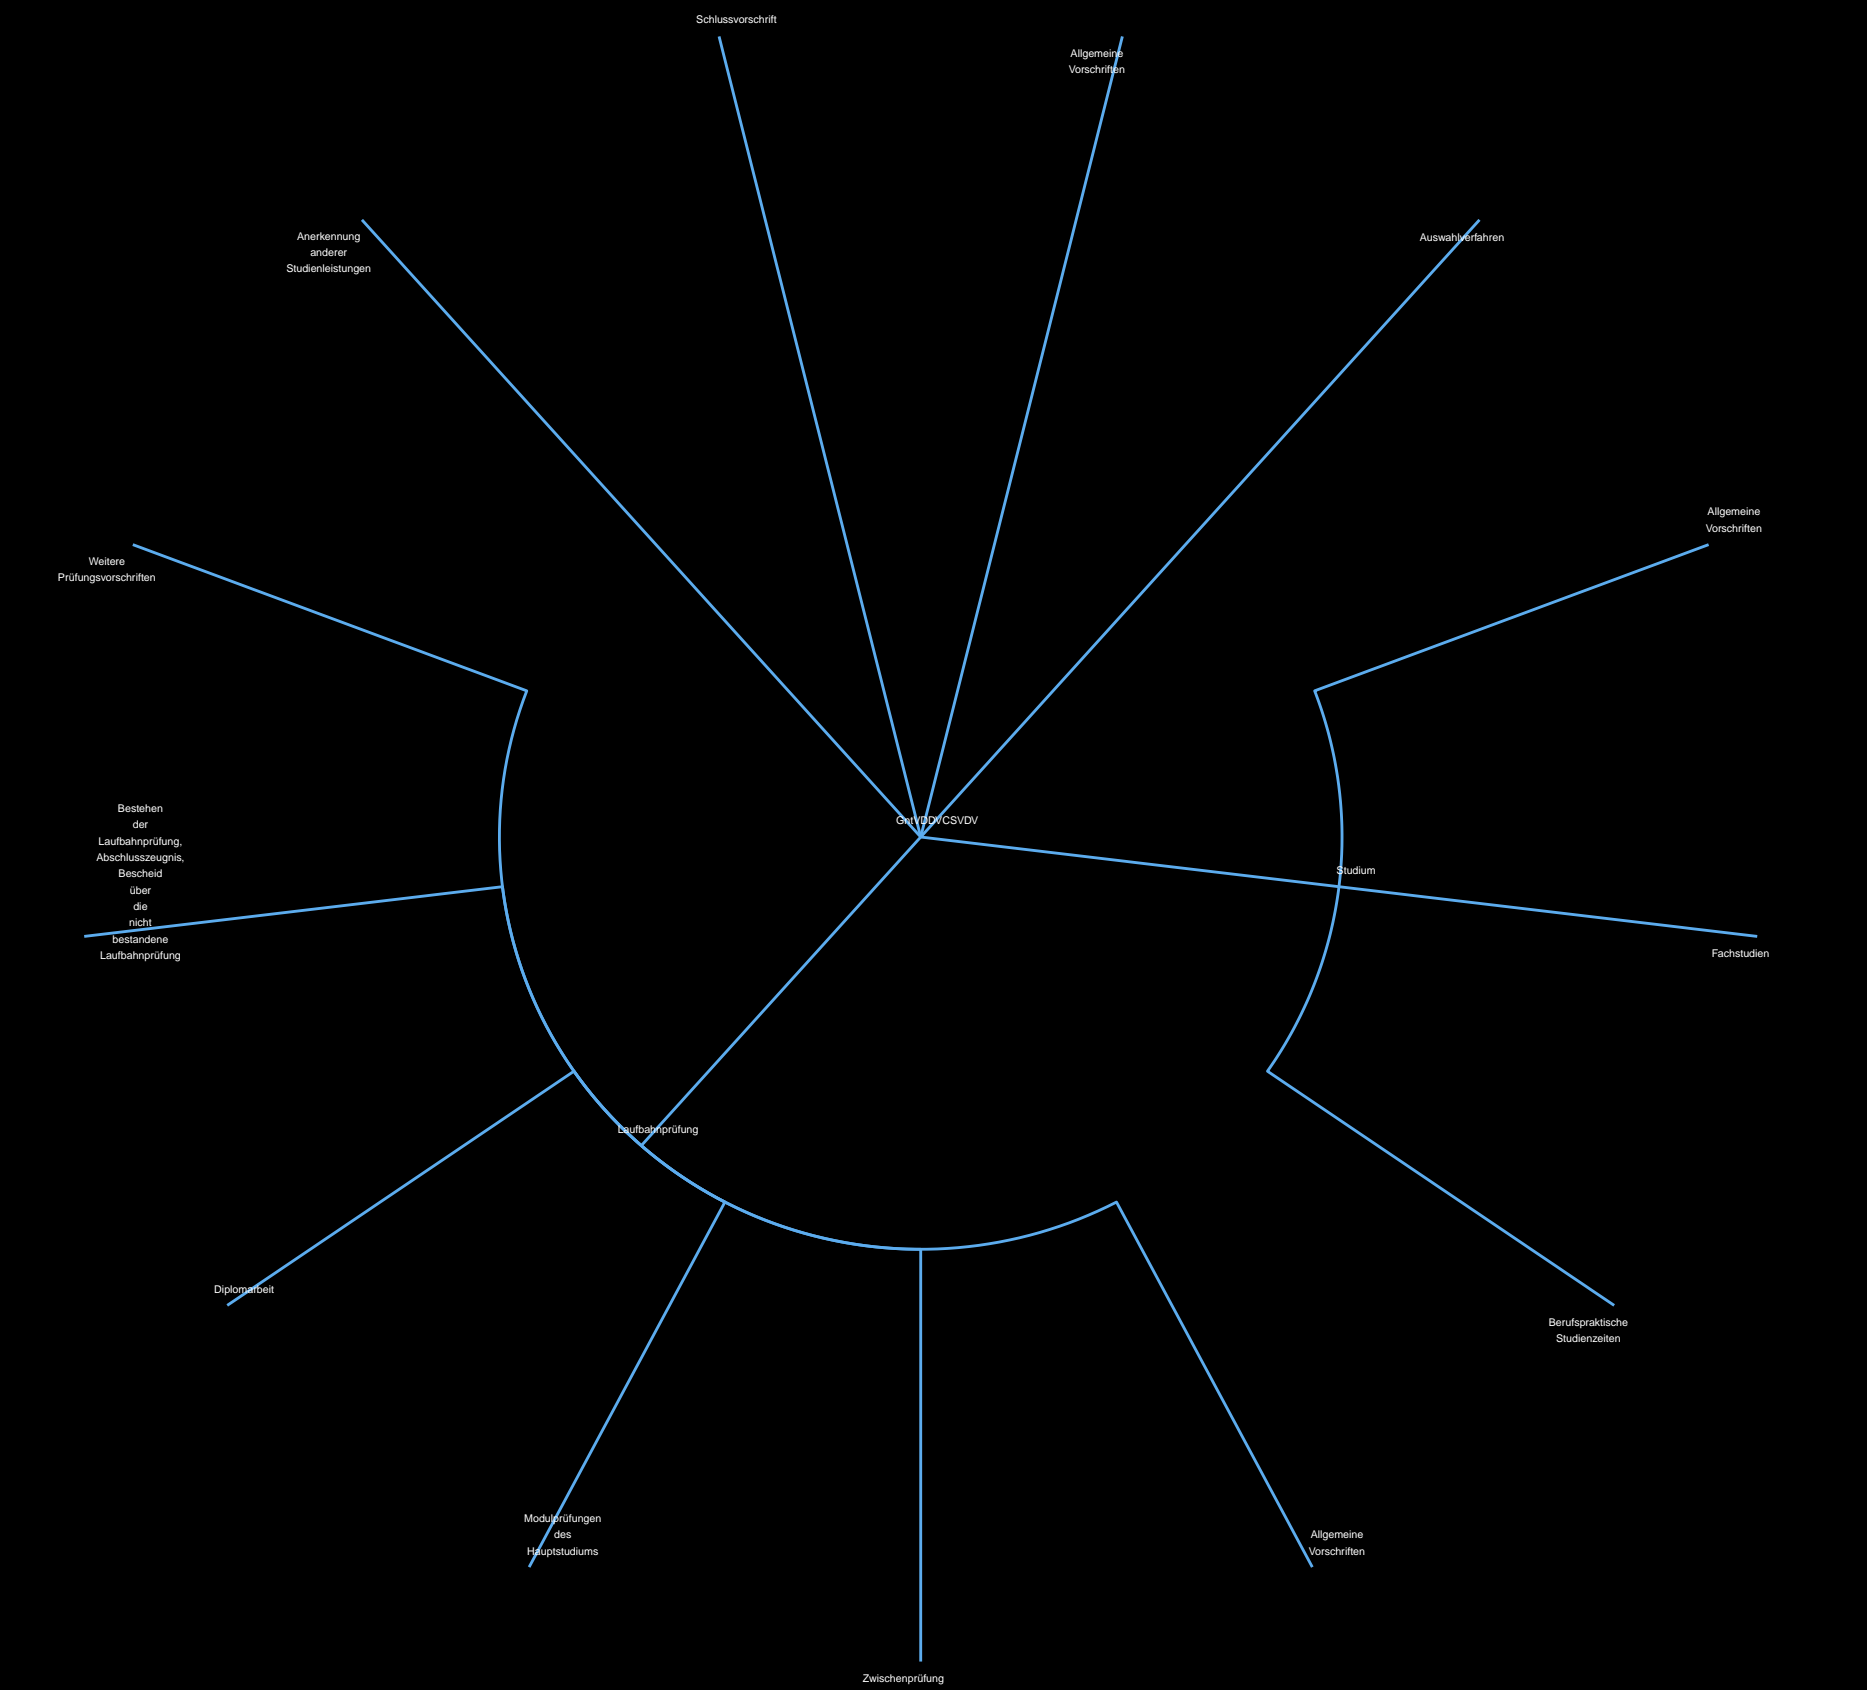 Schlussvorschrift
Allgemeine
Vorschriften
Anerkennung
anderer
Studienleistungen
Auswahlverfahren
Allgemeine
Vorschriften
Weitere
Prüfungsvorschriften
Bestehen
der
Laufbahnprüfung,
Abschlusszeugnis,
Bescheid
über
die
nicht
bestandene
Laufbahnprüfung
GntVDDVCSVDV
Studium
Fachstudien
Laufbahnprüfung
Diplomarbeit
Berufspraktische
Studienzeiten
Modulprüfungen
des
Hauptstudiums
Allgemeine
Vorschriften
Zwischenprüfung